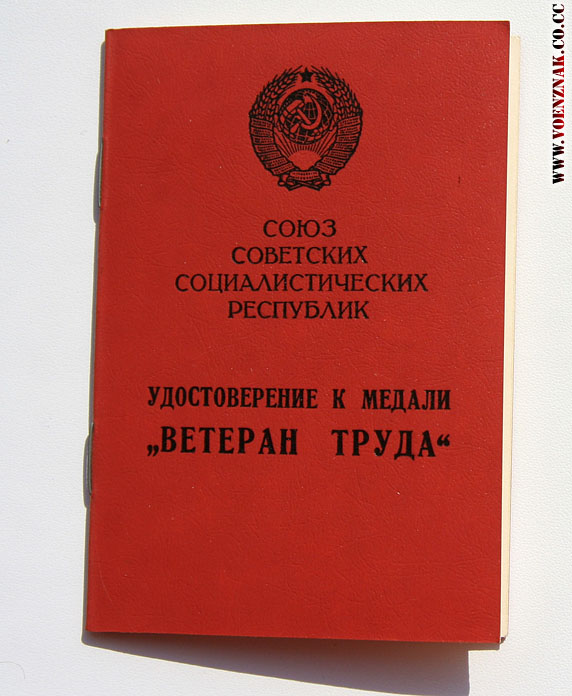 СОЮЗ
СОВЕТСКИХ
СОЦИАЛИСТИЧЕСКИХ
РЕСПУБЛИК
УДОСТОВЕРЕНИЕ К МЕДАЛИ
„ВЕТЕРАН ТРУДА“
WWW.VOENZNAK.CO.CC